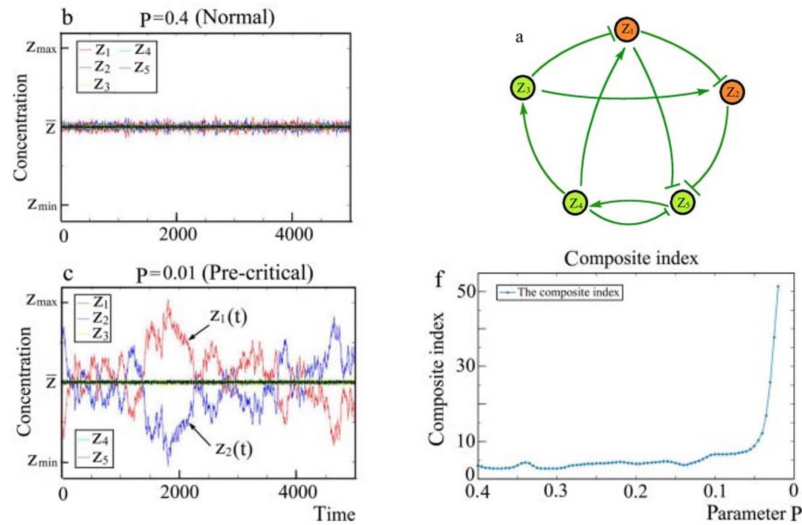 b P=0.4 (Normal)
Concentration
Zmax
Z̅
Zmin
Z1 Z4
Z2 Z5
Z3
0 2000 4000
a
Z1
Z3 Z2
Z4 Z5
c P=0.01 (Pre-critical)
Concentration
Zmax
Z̅
Zmin
Z1
Z2
Z3
z1(t)
Z4
Z5
z2(t)
0 2000 4000
Time
f Composite index
Composite index
The composite index
50
10
0
0.4 0.3 0.2 0.1 0
Parameter P